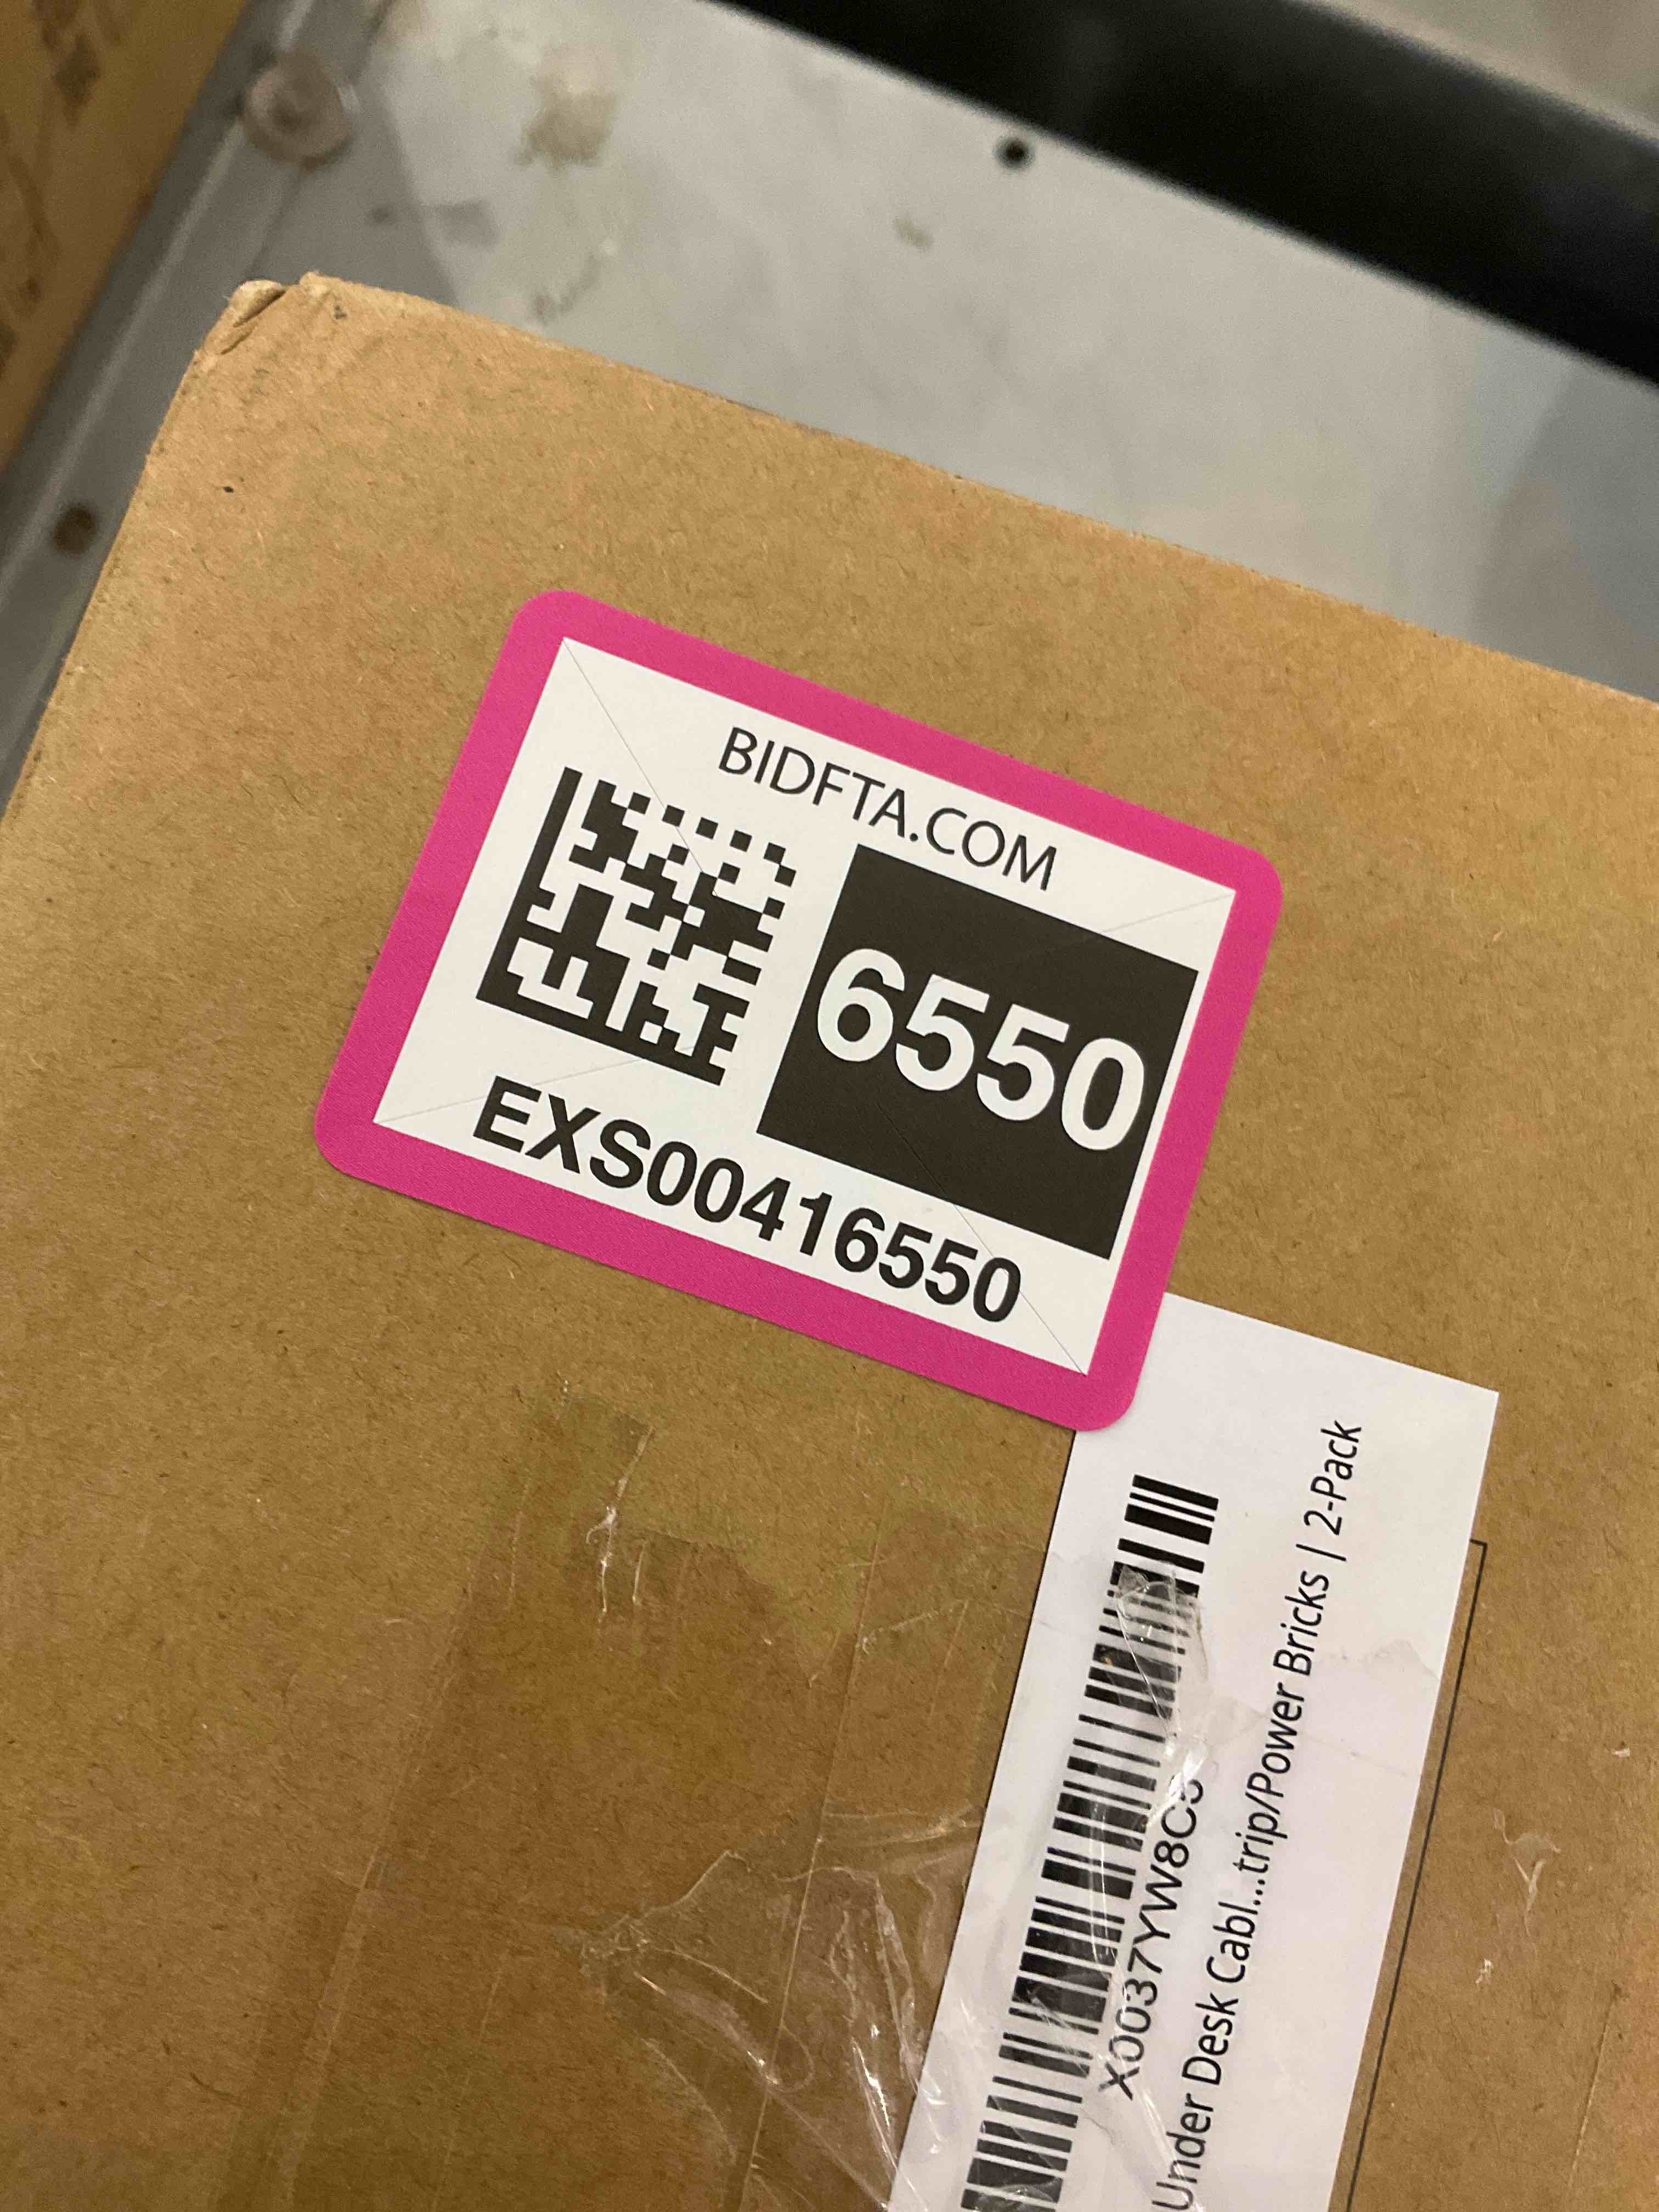 BIDFTA.COM
6550
EXS00416550
X0037YW8C5
Under Desk Cabl...trip/Power Bricks | 2-Pack